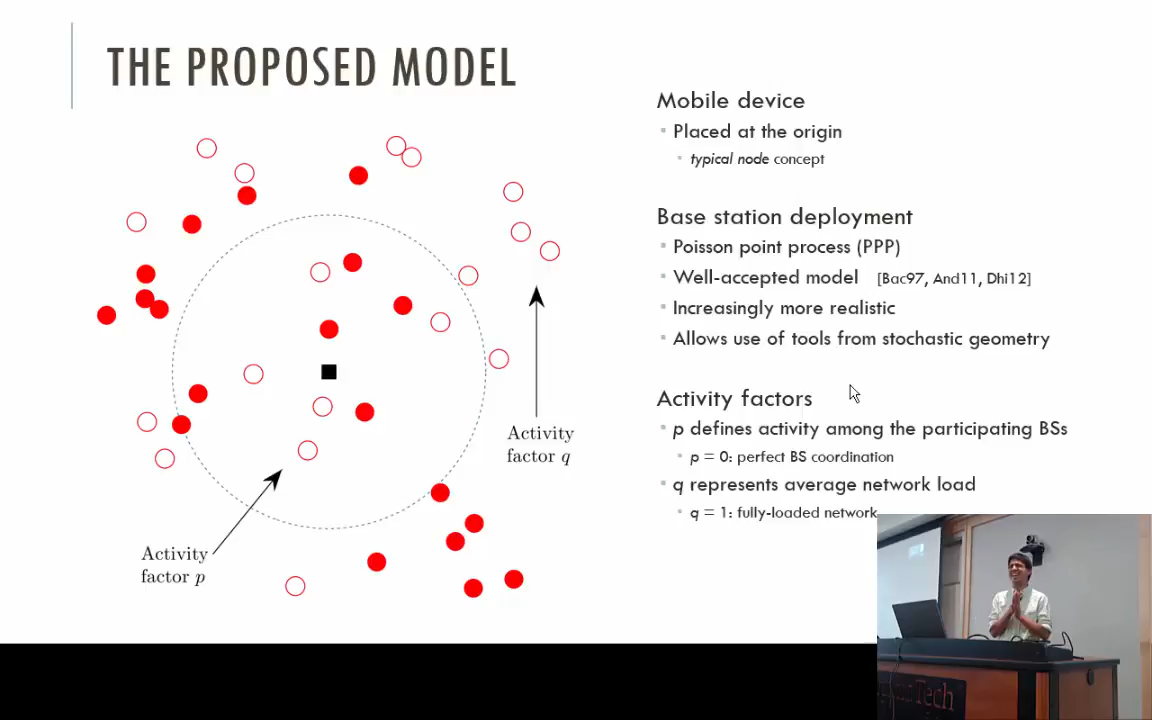 THE PROPOSED MODEL
Activity
factor q
Activity
factor p
Mobile device
Placed at the origin
typical node concept
Base station deployment
Poisson point process (PPP)
Well-accepted model [Bac97, And11, Dhi12]
Increasingly more realistic
Allows use of tools from stochastic geometry
Activity factors
p defines activity among the participating BSs
p = 0: perfect BS coordination
q represents average network load
q = 1: fully-loaded network
Tech